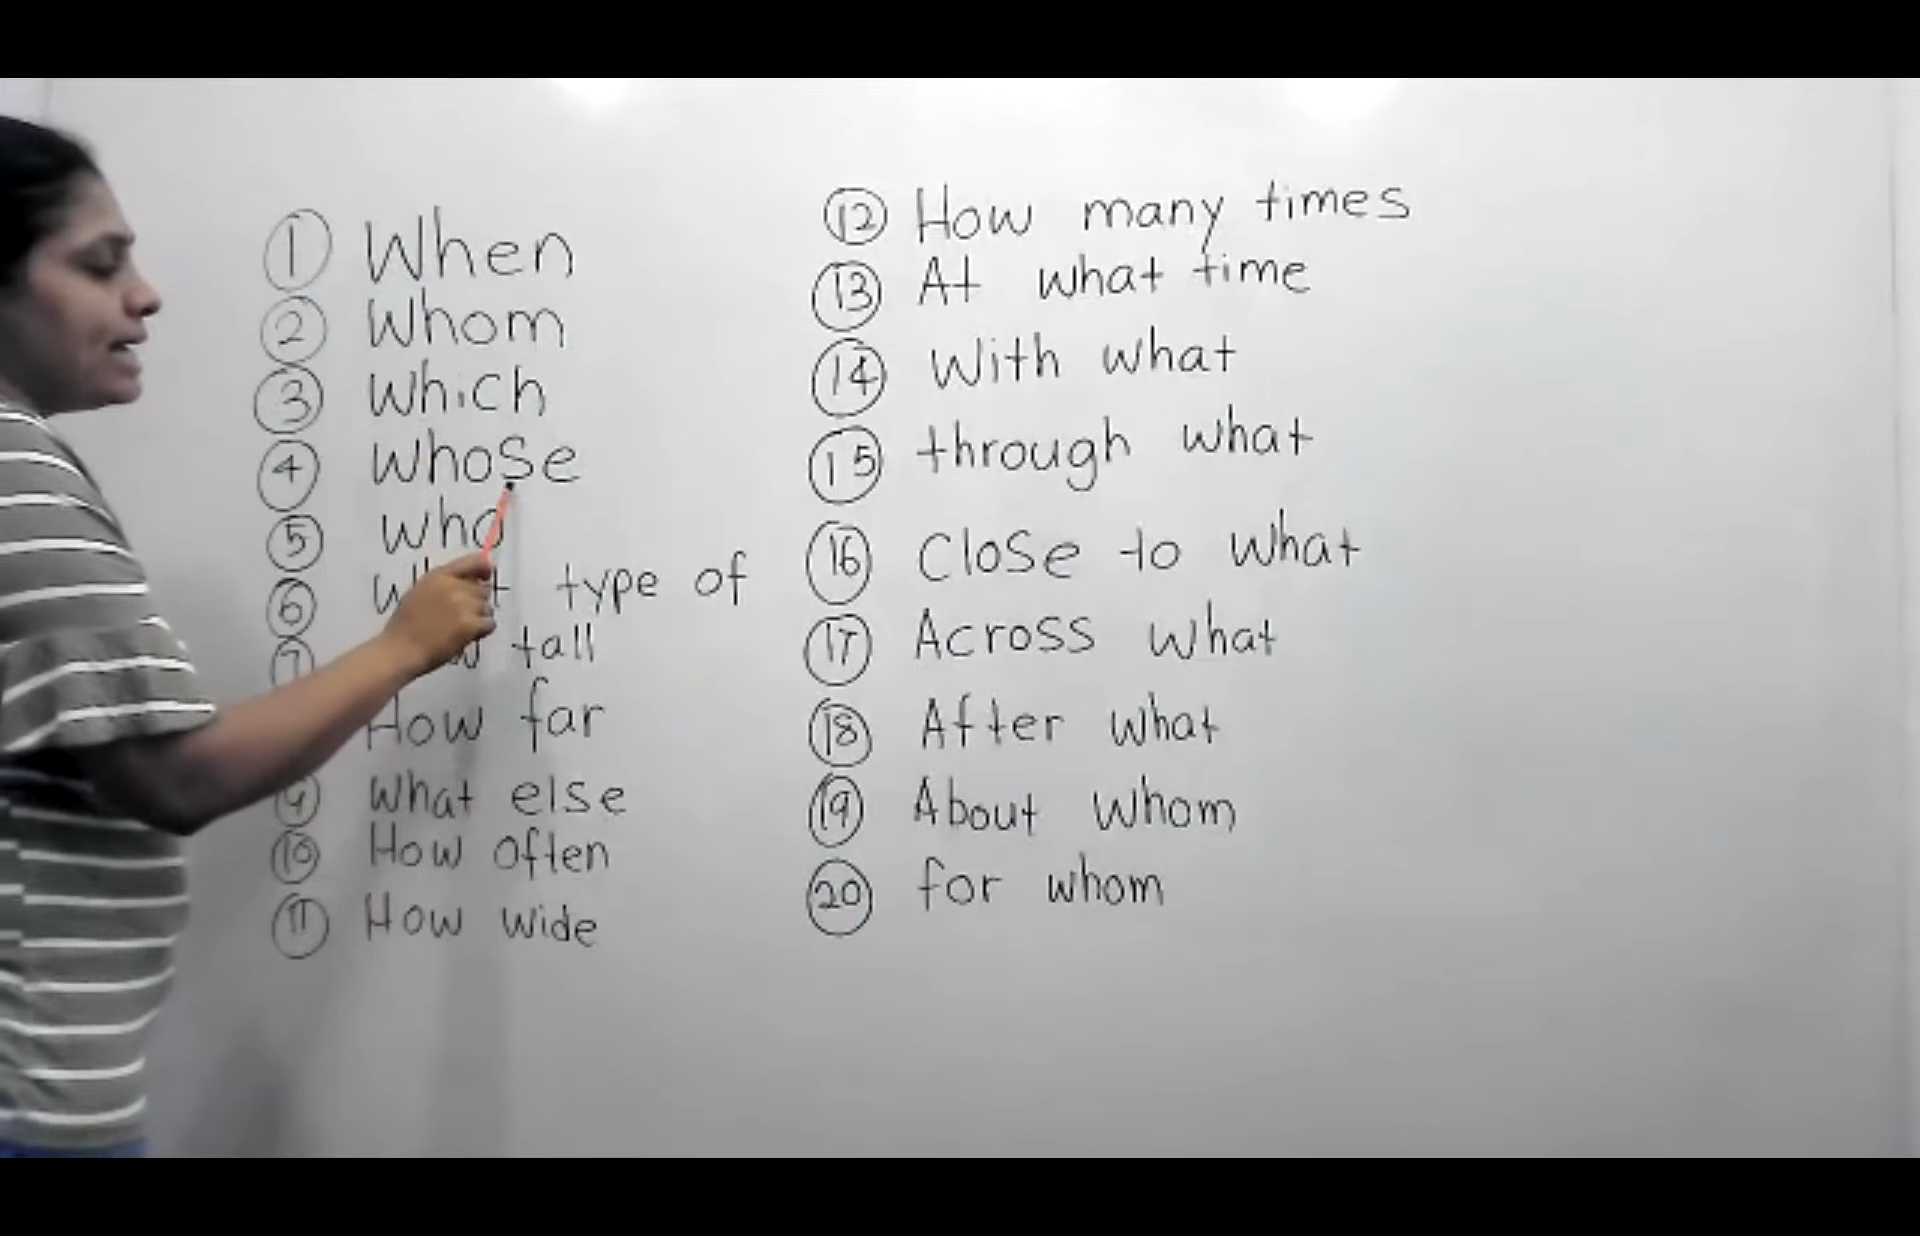 1 When
2 Whom
3 Which
4 Whose
5 who
6 type of
7 tall
How far
9 what else
10 How often
11 How wide
12 How many times
13 At what time
14 With what
15 through what
16 Close to what
17 Across what
18 After what
19 About whom
20 for whom